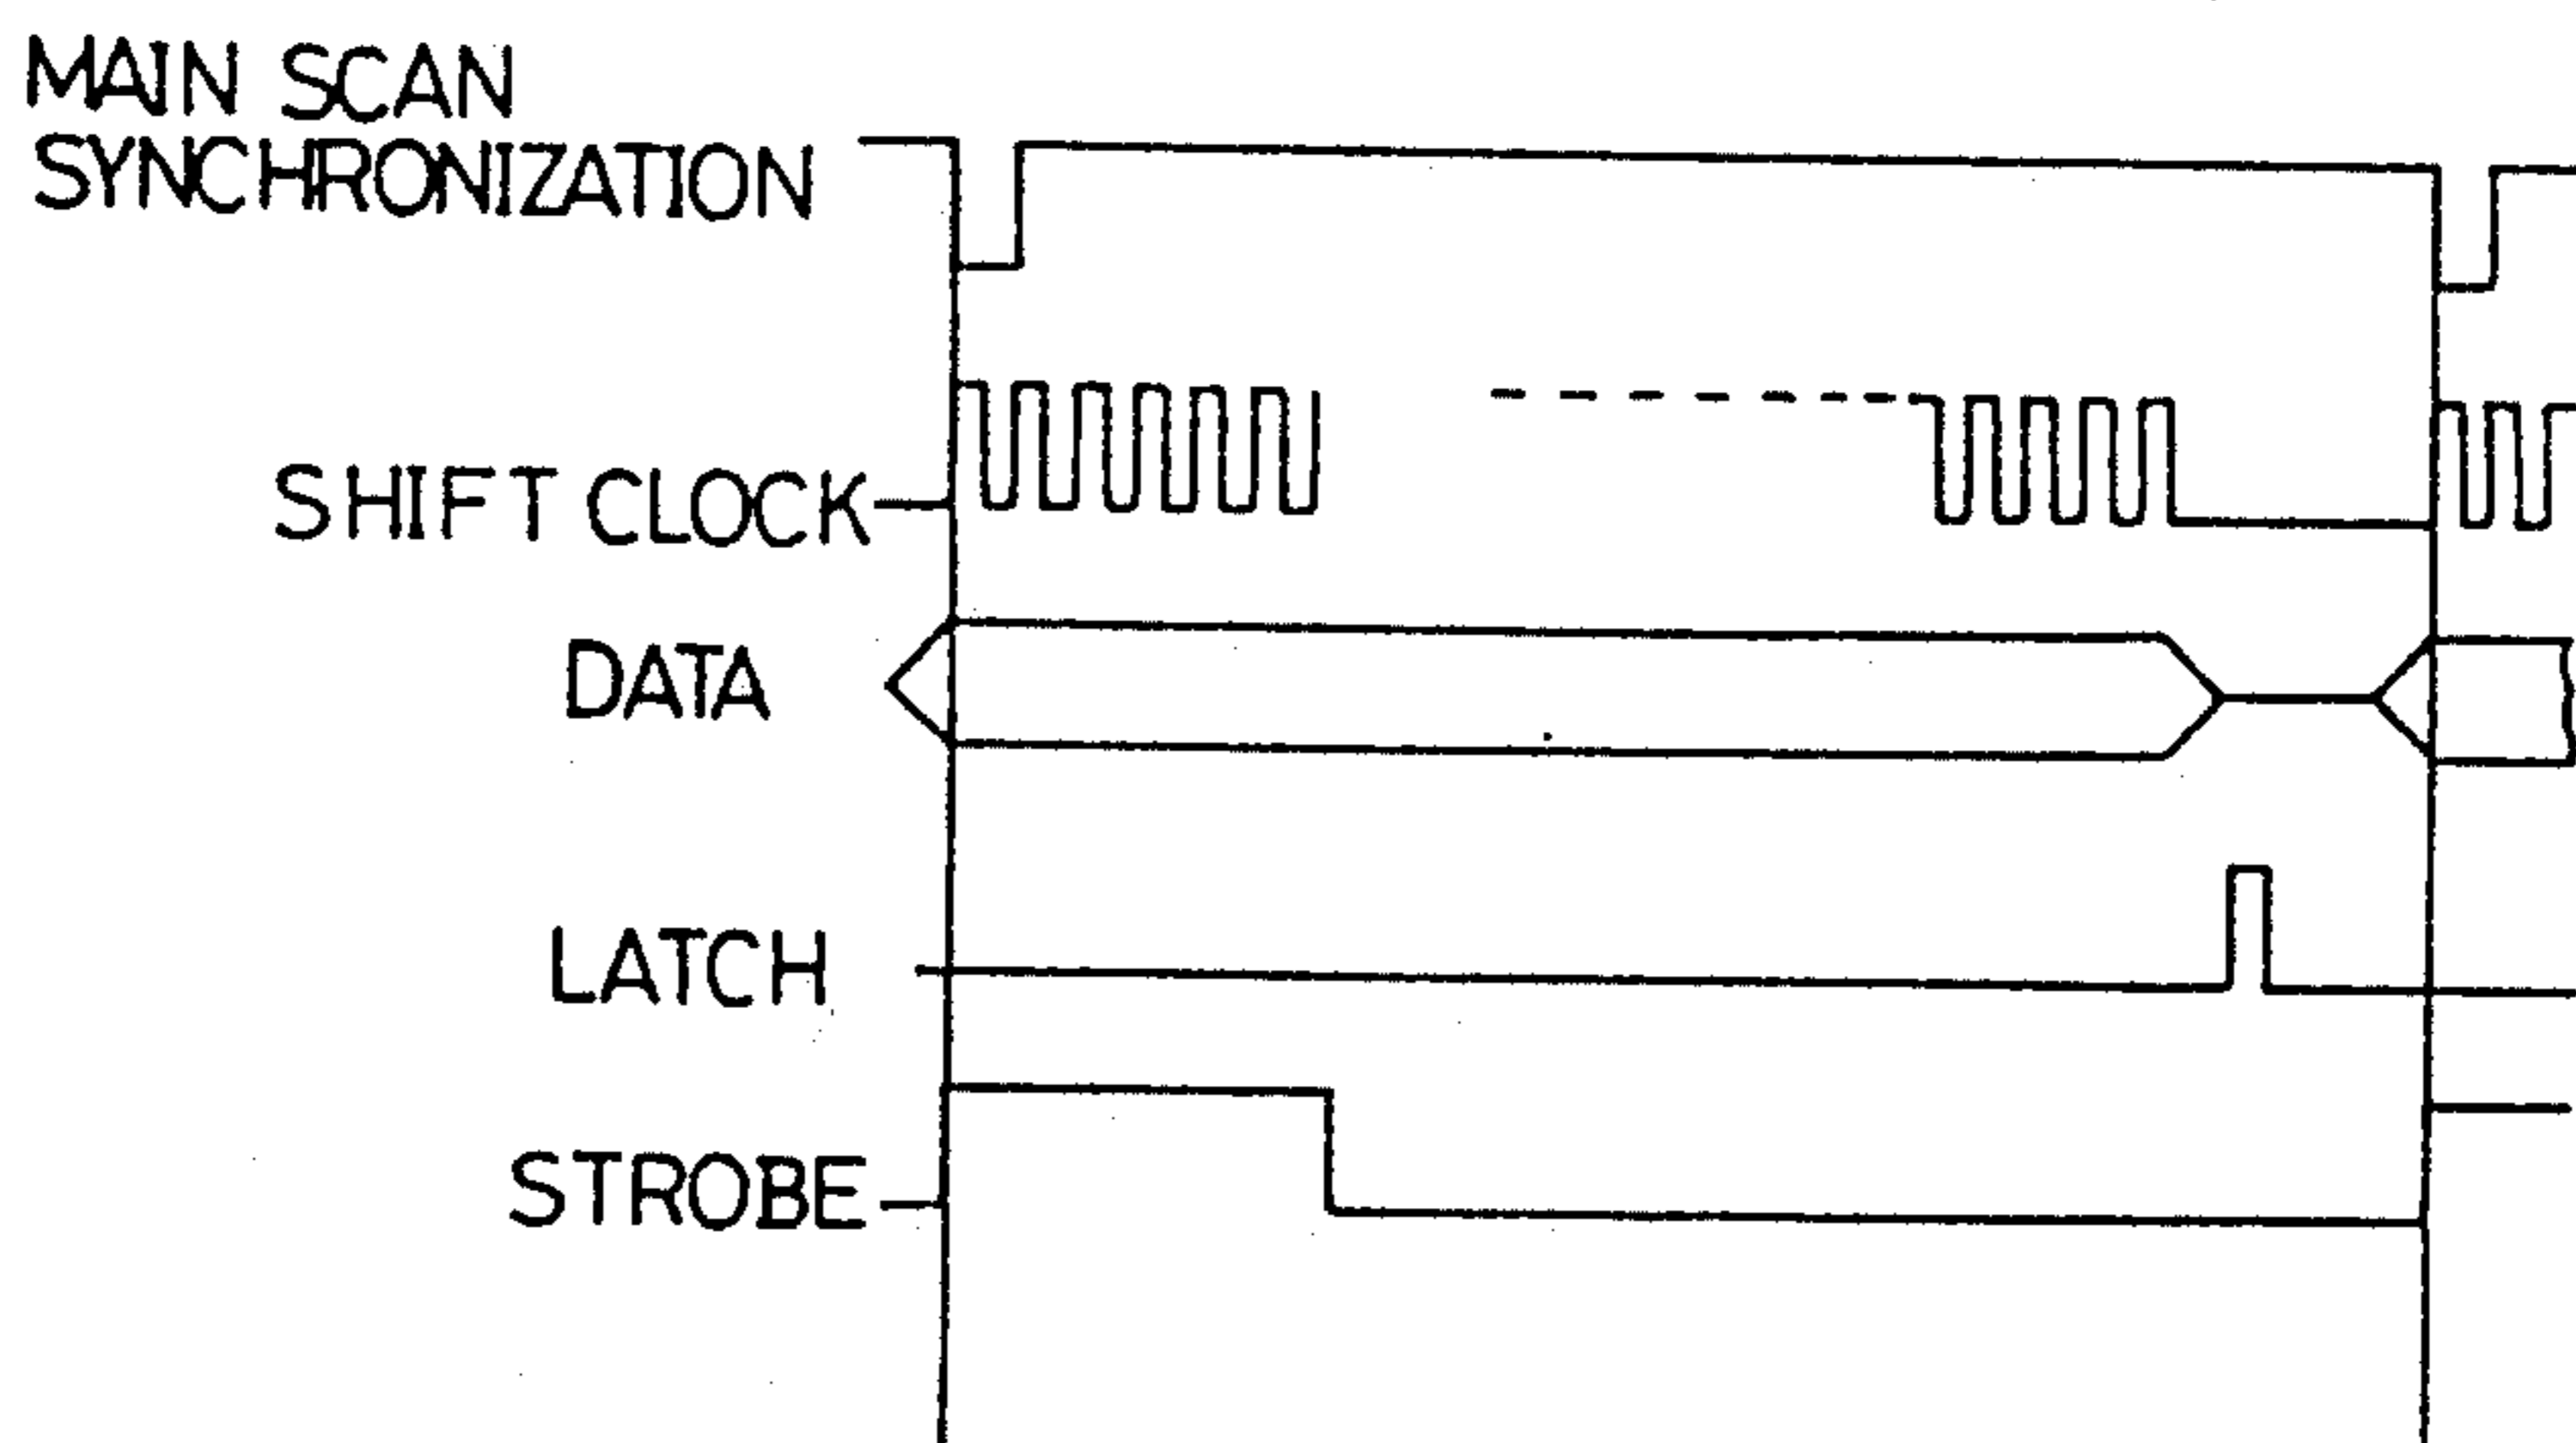 MAIN SCAN
SYNCHRONIZATION
SHIFT CLOCK
DATA
LATCH
STROBE